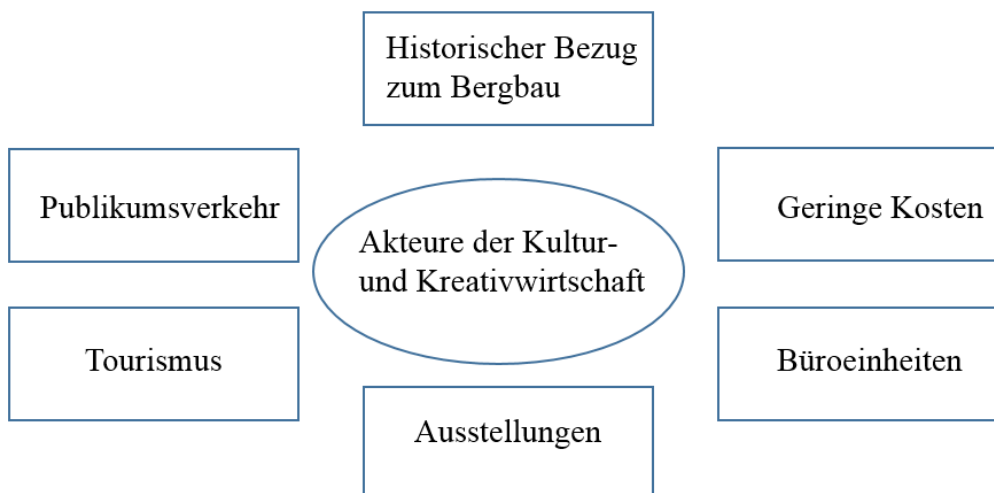 Historischer Bezug
zum Bergbau
Publikumsverkehr
Geringe Kosten
Akteure der Kultur-
und Kreativwirtschaft
Tourismus
Büroeinheiten
Ausstellungen